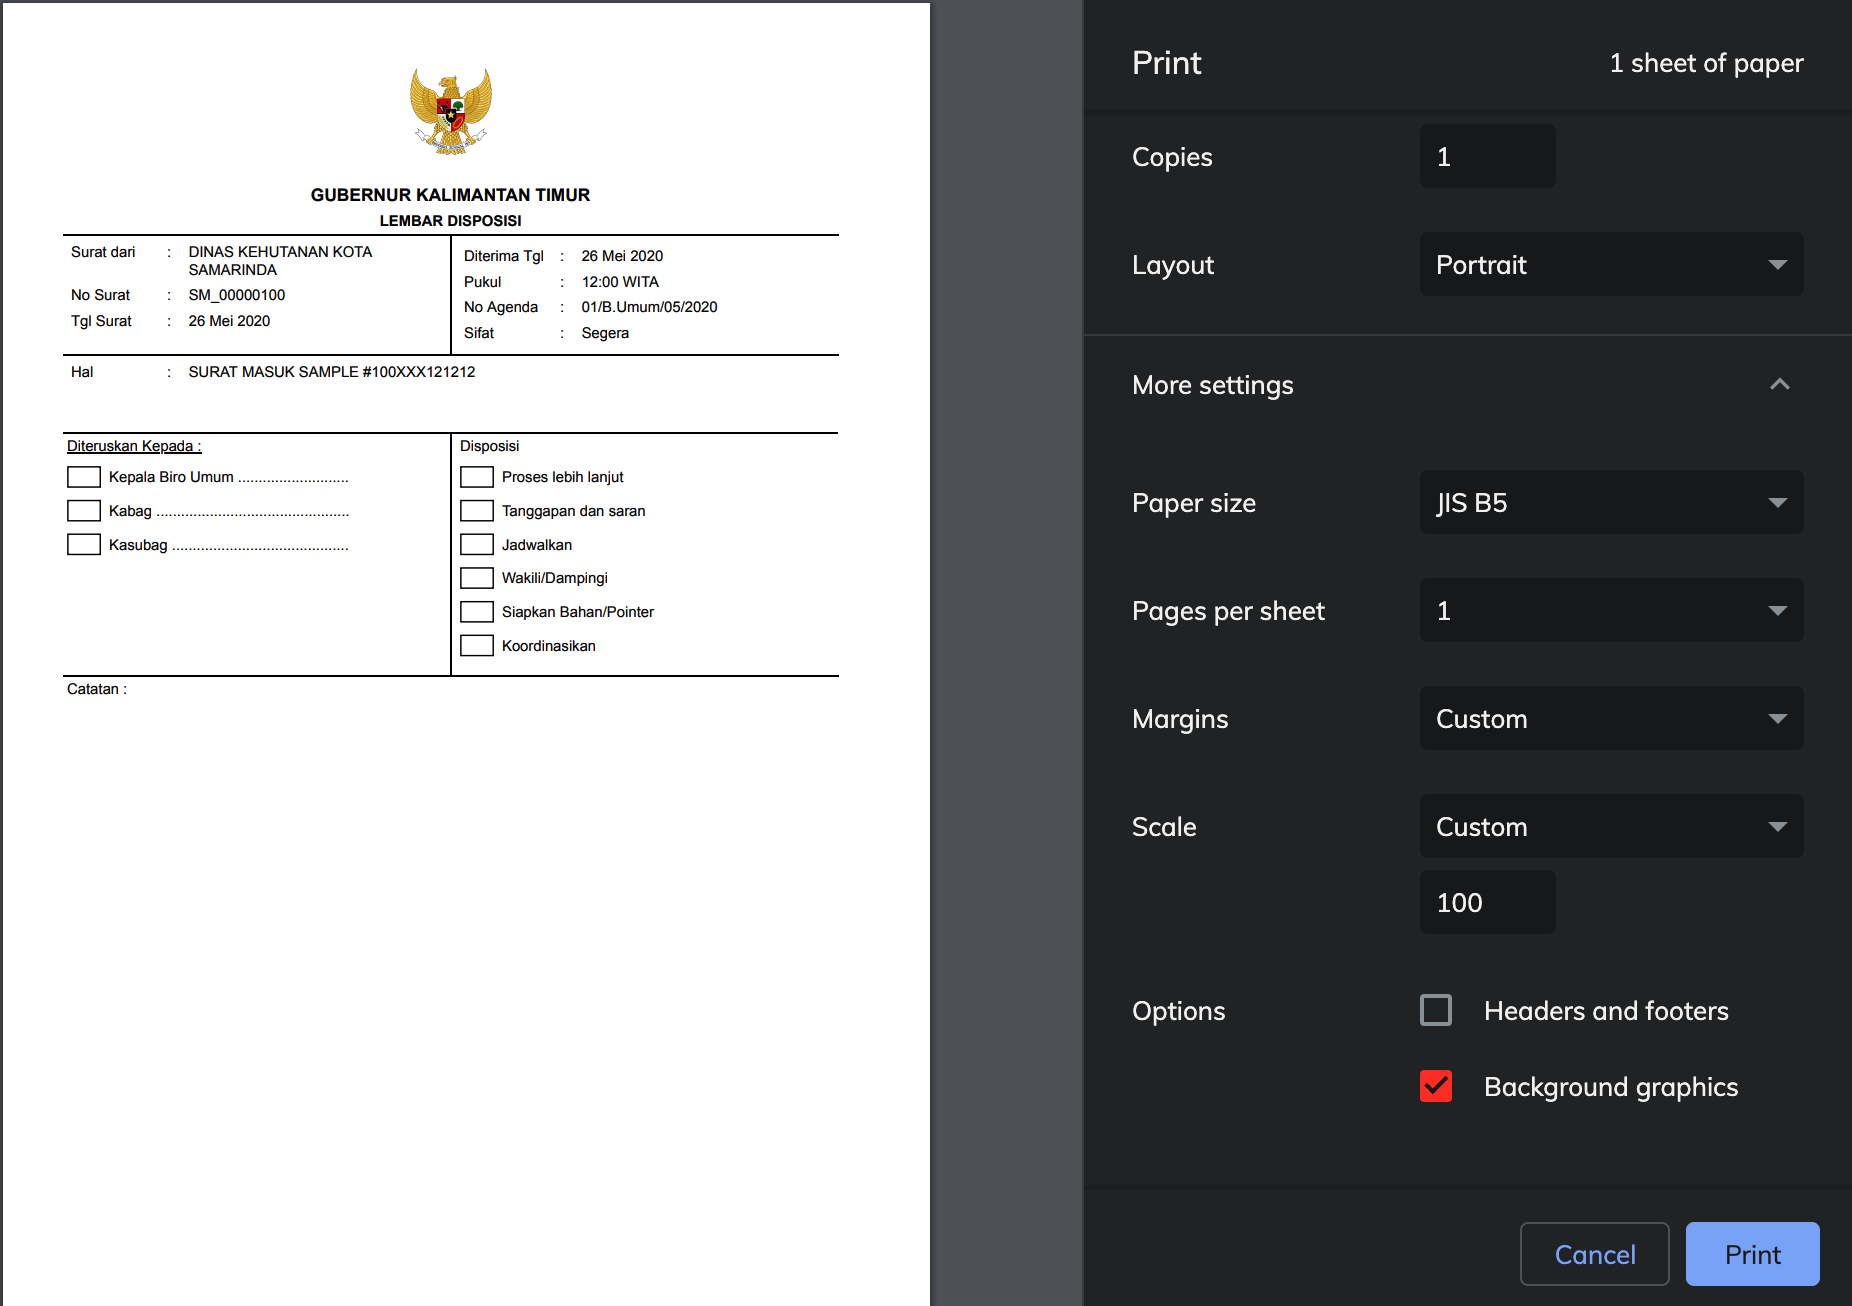 GUBERNUR KALIMANTAN TIMUR
LEMBAR DISPOSISI
Surat dari : DINAS KEHUTANAN KOTA
SAMARINDA
No Surat : SM_00000100
Tgl Surat : 26 Mei 2020
Diterima Tgl : 26 Mei 2020
Pukul : 12:00 WITA
No Agenda : 01/B.Umum/05/2020
Sifat : Segera
Hal : SURAT MASUK SAMPLE #100XXX121212
Diteruskan Kepada :
Kepala Biro Umum ...........................
Kabag ...............................................
Kasubag ...........................................
Disposisi
Proses lebih lanjut
Tanggapan dan saran
Jadwalkan
Wakili/Dampingi
Siapkan Bahan/Pointer
Koordinasikan
Catatan :
Print
1 sheet of paper
Copies 1
Layout Portrait
More settings
Paper size JIS B5
Pages per sheet 1
Margins Custom
Scale Custom
100
Options Headers and footers
Background graphics
Cancel Print